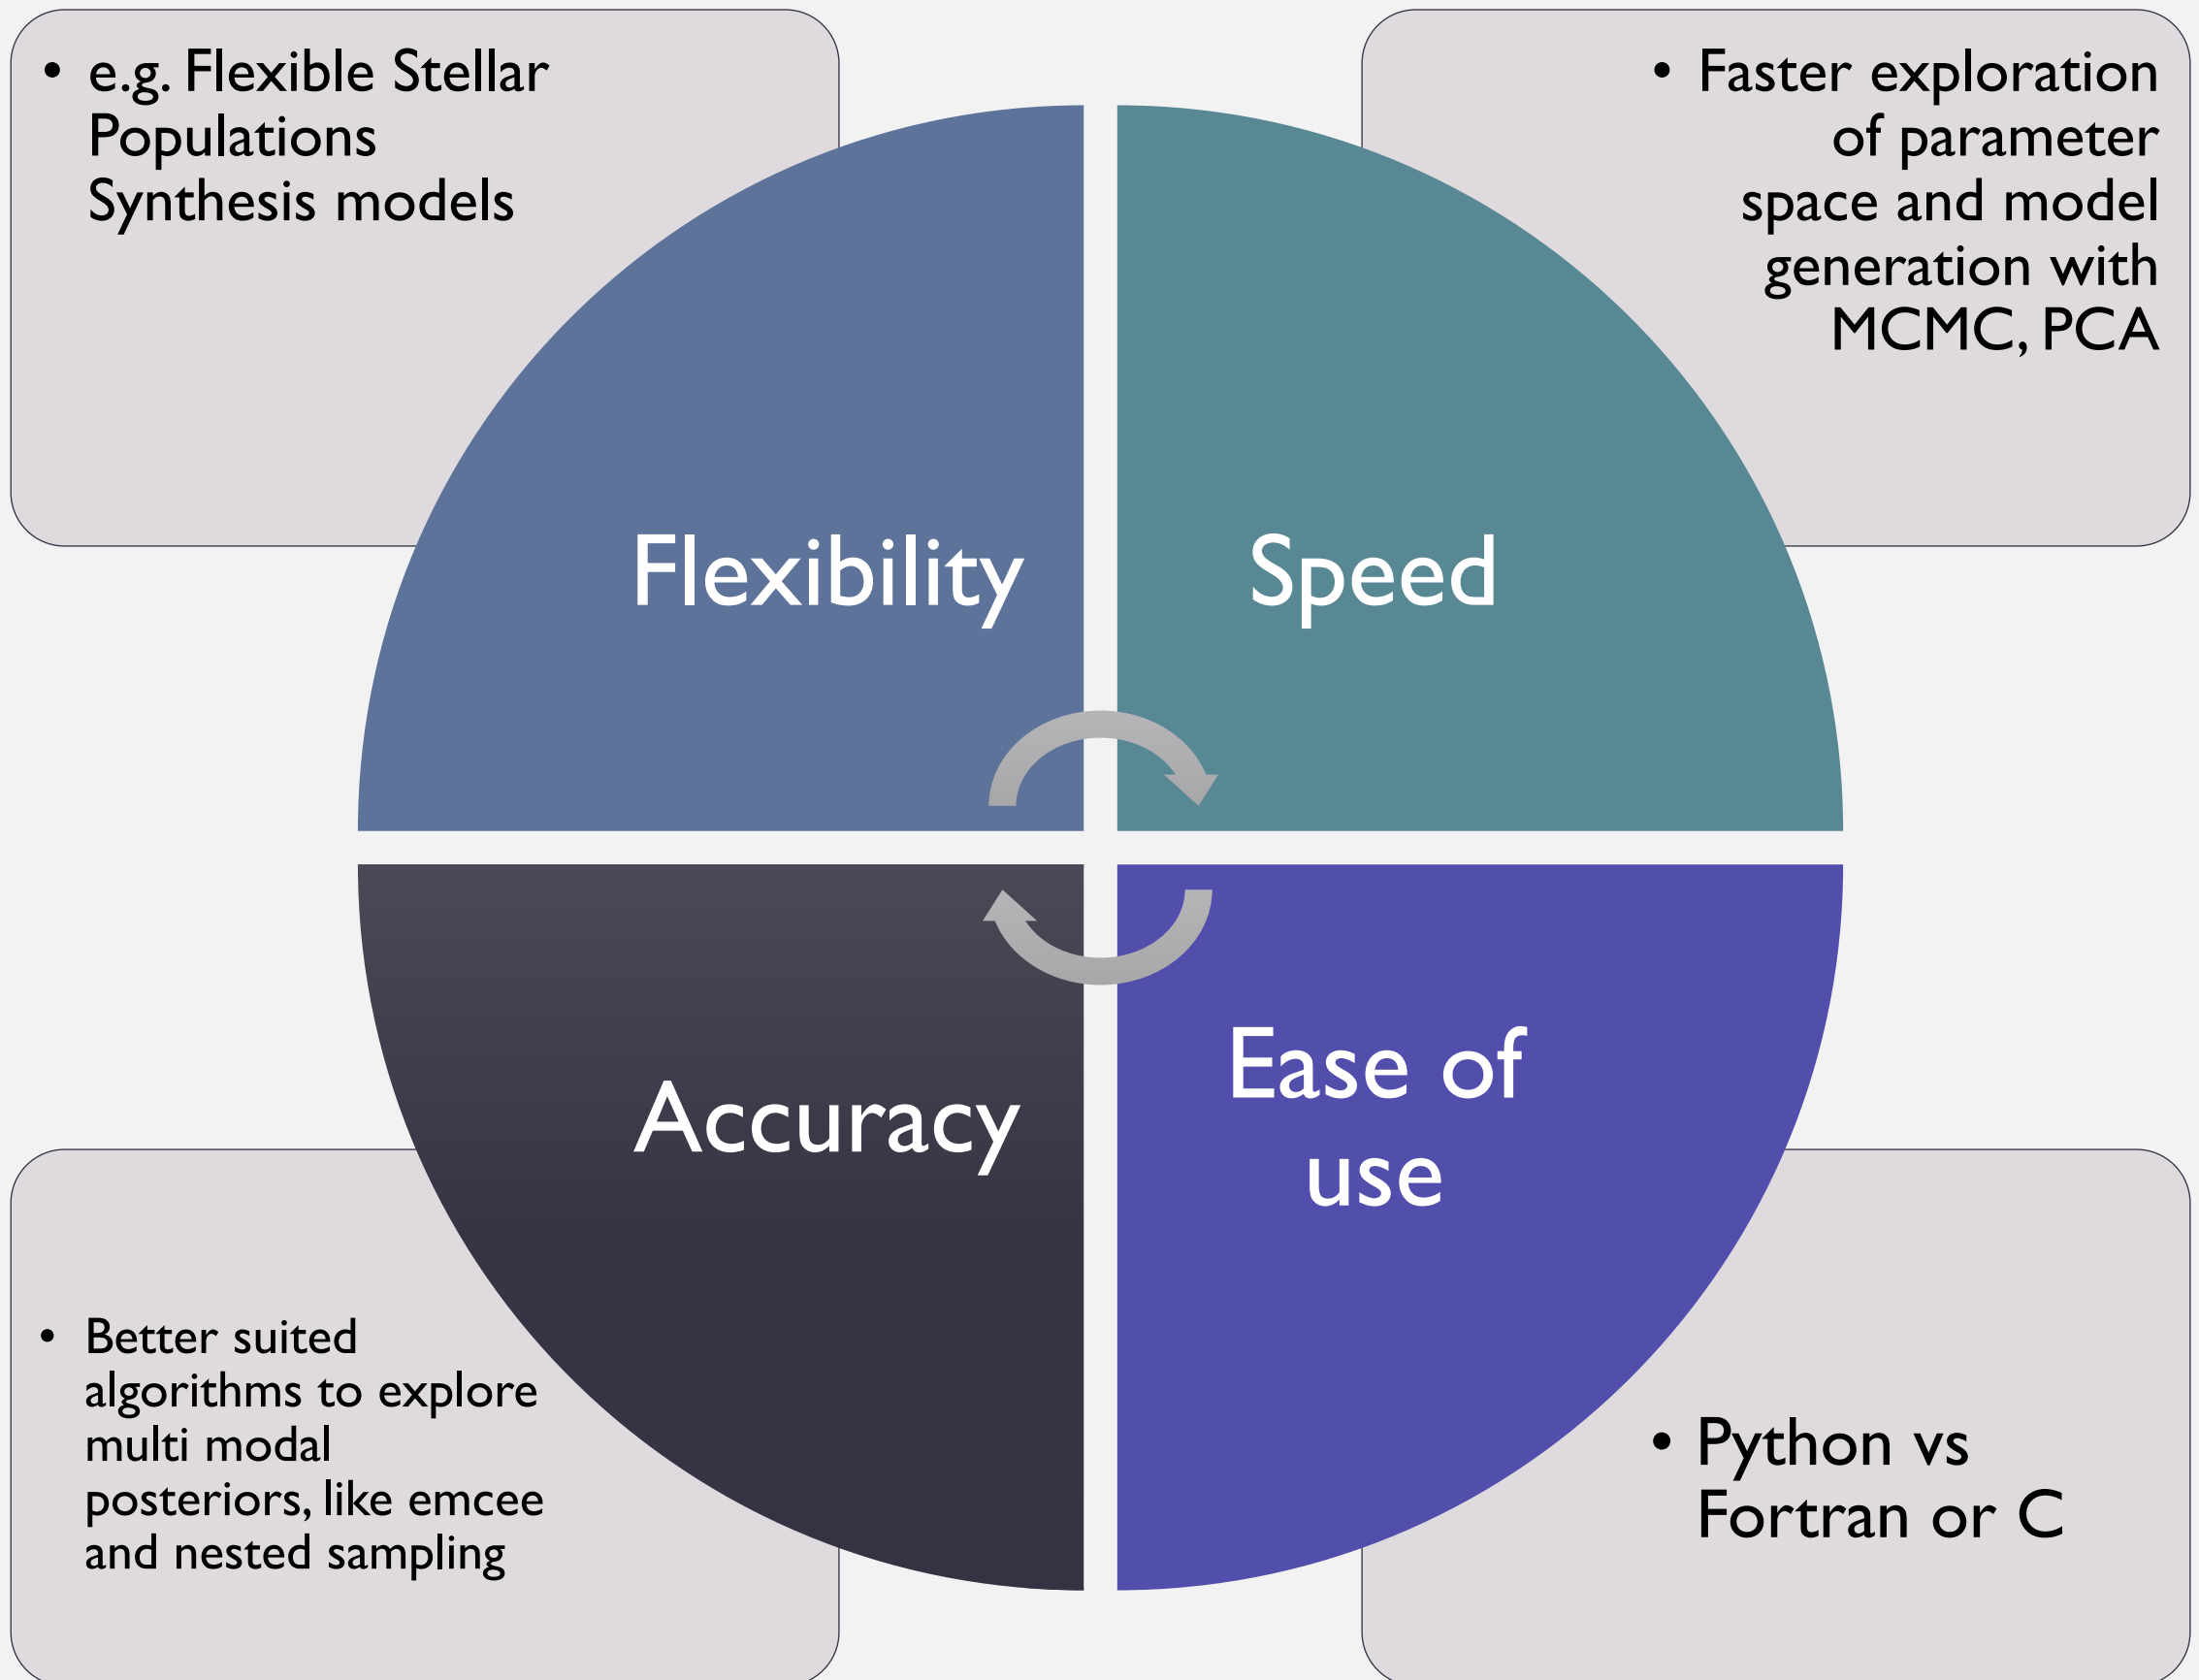 • e.g. Flexible Stellar
Populations
Synthesis models
• Faster exploration
of parameter
space and model
generation with
MCMC, PCA
Flexibility
Speed
Accuracy
Ease of
use
• Better suited
algorithms to explore
multi modal
posteriors, like emcee
and nested sampling
• Python vs
Fortran or C